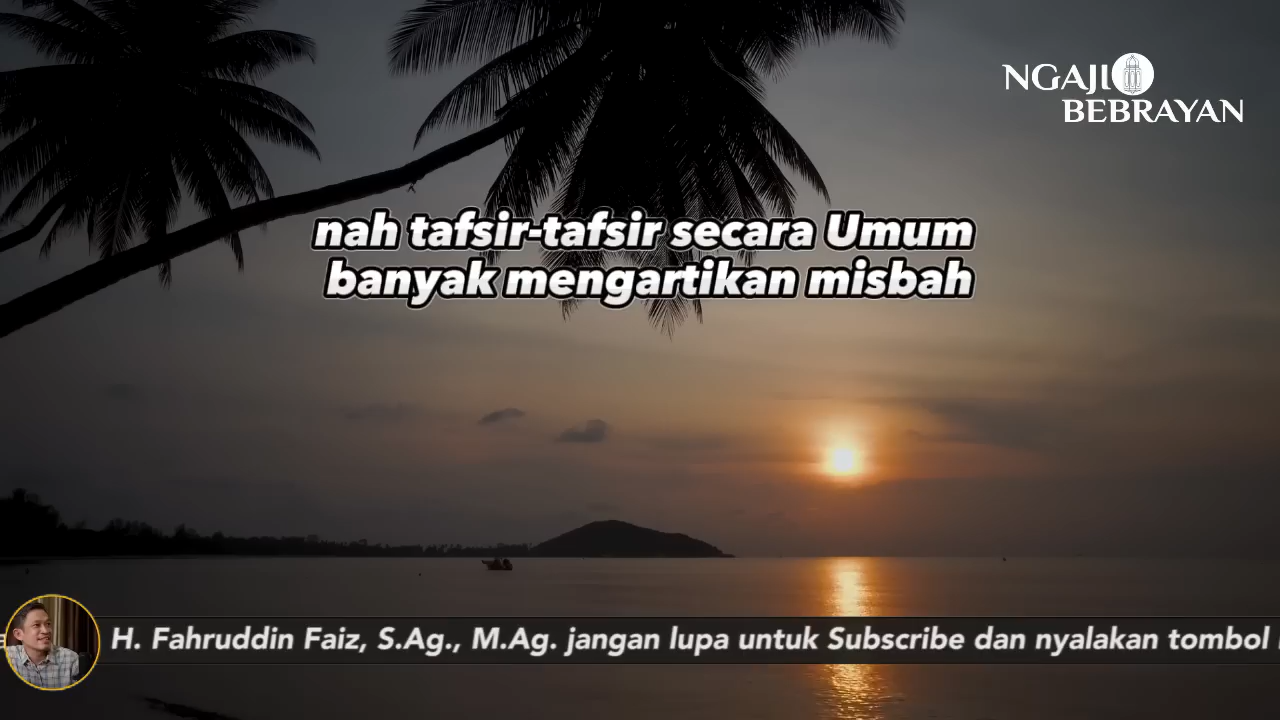 NGAJI
BEBRAYAN
nah tafsir-tafsir secara Umum
banyak mengartikan misbah
H. Fahruddin Faiz, S.Ag., M.Ag. jangan lupa untuk Subscribe dan nyalakan tombol